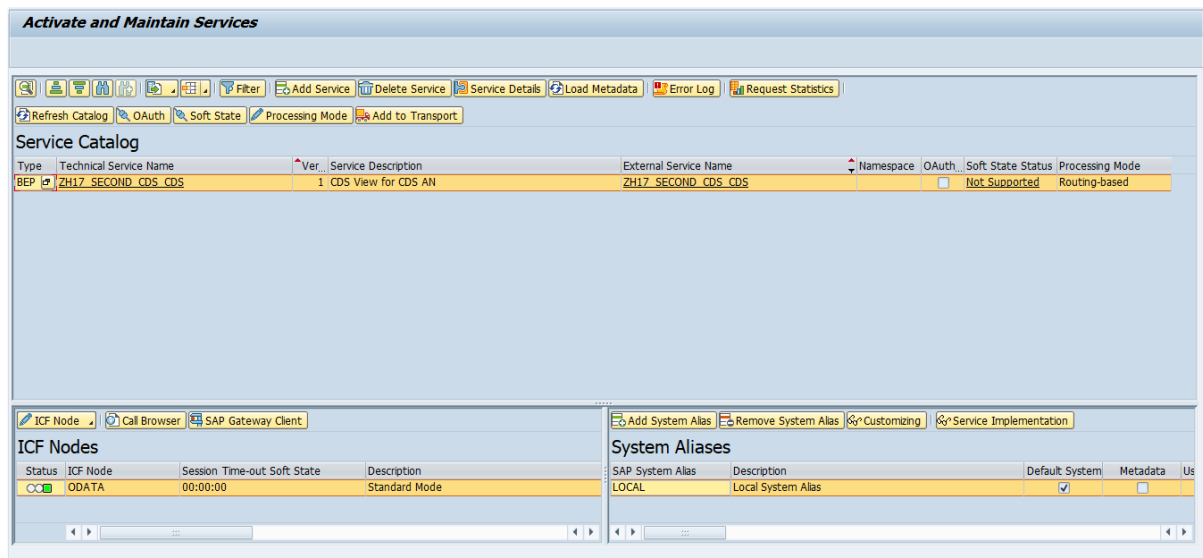 Activate and Maintain Services
Filter Add Service Delete Service Service Details Load Metadata Error Log Request Statistics
Refresh Catalog OAuth Soft State Processing Mode Add to Transport
Service Catalog
Type Technical Service Name Ver... Service Description External Service Name Namespace OAuth... Soft State Status Processing Mode
BEP ZH17_SECOND_CDS_CDS 1 CDS View for CDS AN ZH17_SECOND_CDS_CDS Not Supported Routing-based
ICF Node Call Browser SAP Gateway Client
ICF Nodes
Status ICF Node Session Time-out Soft State Description
ODATA 00:00:00 Standard Mode
Add System Alias Remove System Alias Customizing Service Implementation
System Aliases
SAP System Alias Description Default System Metadata Us
LOCAL Local System Alias